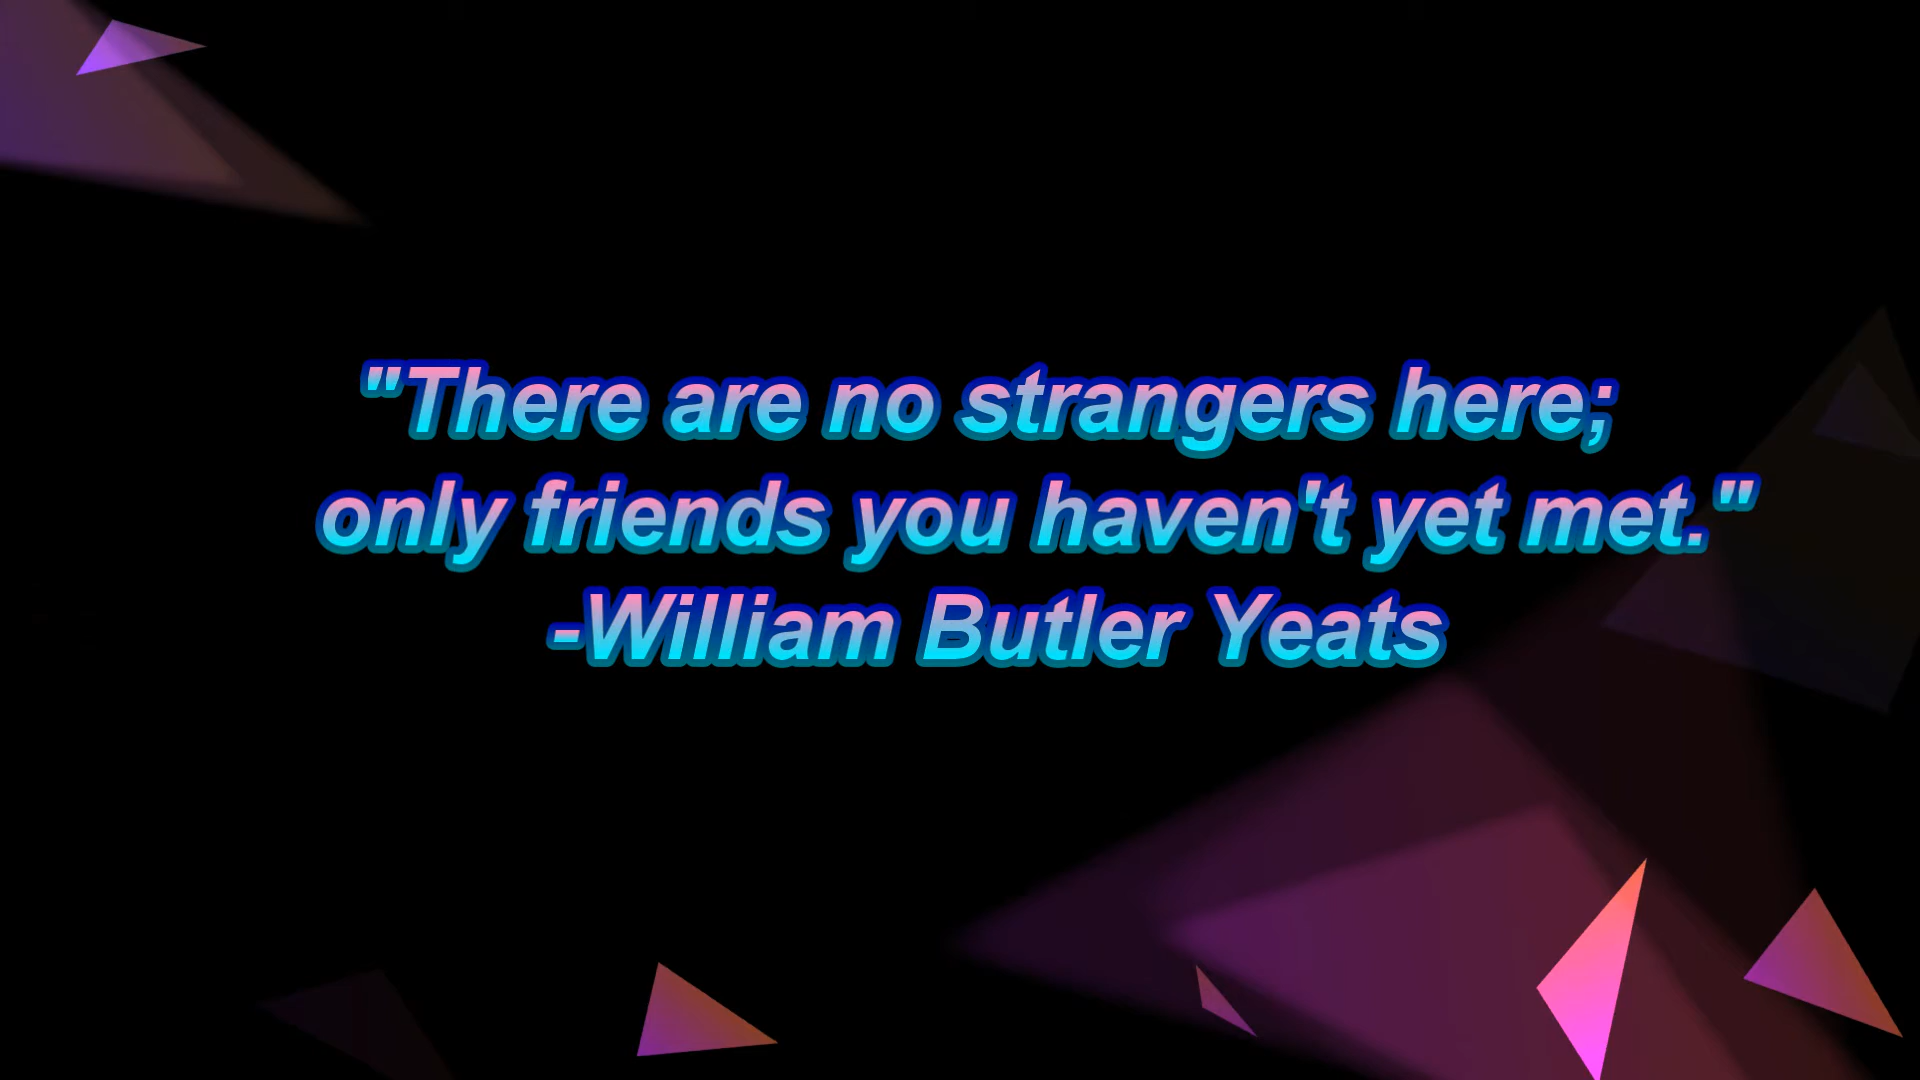 "There are no strangers here;
only friends you haven't yet met."
-William Butler Yeats